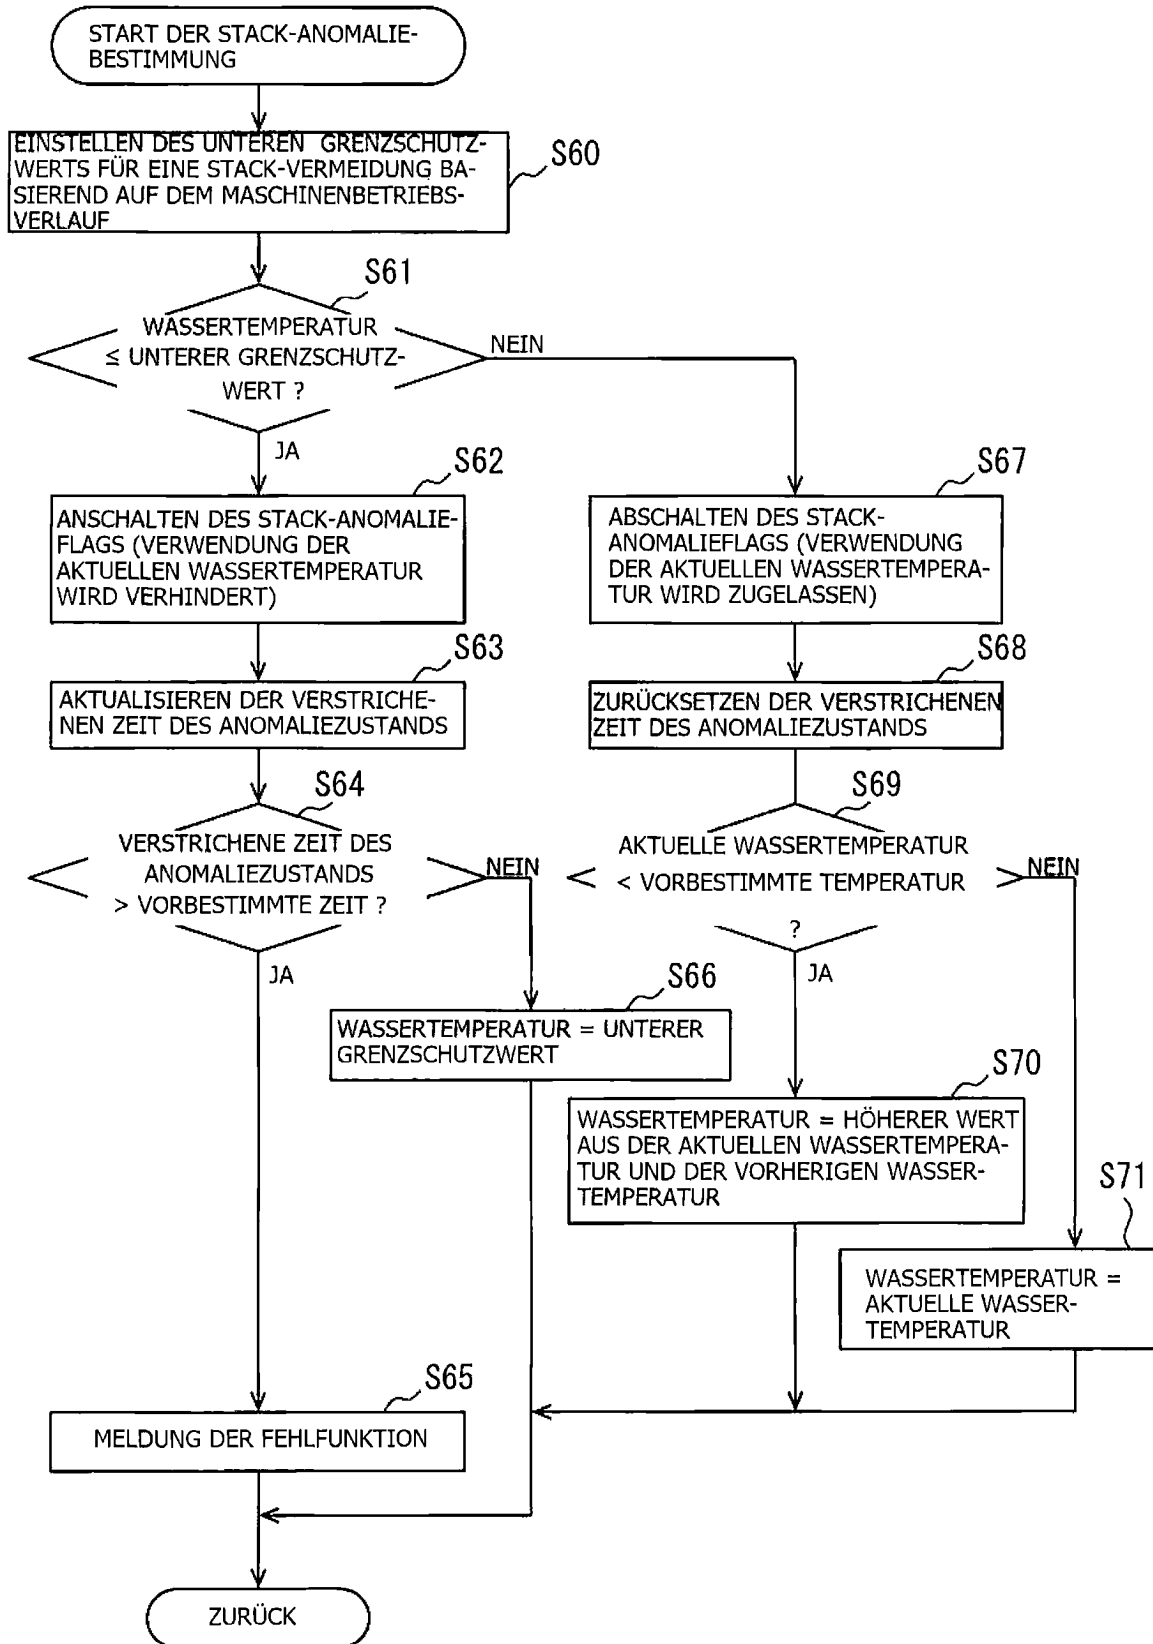 START DER STACK-ANOMALIE-
BESTIMMUNG
EINSTELLEN DES UNTEREN GRENZSCHUTZ-
WERTS FÜR EINE STACK-VERMEIDUNG BA-
SIEREND AUF DEM MASCHINENBETRIEBS-
VERLAUF
S60
S61
WASSERTEMPERATUR
≤ UNTERER GRENZSCHUTZ-
WERT ?
NEIN
JA
S62
ANSCHALTEN DES STACK-ANOMALIE-
FLAGS (VERWENDUNG DER
AKTUELLEN WASSERTEMPERATUR
WIRD VERHINDERT)
S67
ABSCHALTEN DES STACK-
ANOMALIEFLAGS (VERWENDUNG
DER AKTUELLEN WASSERTEMPERA-
TUR WIRD ZUGELASSEN)
S63
AKTUALISIEREN DER VERSTRICHE-
NEN ZEIT DES ANOMALIEZUSTANDS
S68
ZURÜCKSETZEN DER VERSTRICHENEN
ZEIT DES ANOMALIEZUSTANDS
S64
VERSTRICHENE ZEIT DES
ANOMALIEZUSTANDS
> VORBESTIMMTE ZEIT ?
NEIN
JA
S69
AKTUELLE WASSERTEMPERATUR
< VORBESTIMMTE TEMPERATUR
?
NEIN
JA
S66
WASSERTEMPERATUR = UNTERER
GRENZSCHUTZWERT
S70
WASSERTEMPERATUR = HÖHERER WERT
AUS DER AKTUELLEN WASSERTEMPERA-
TUR UND DER VORHERIGEN WASSER-
TEMPERATUR
S71
WASSERTEMPERATUR =
AKTUELLE WASSER-
TEMPERATUR
S65
MELDUNG DER FEHLFUNKTION
ZURÜCK